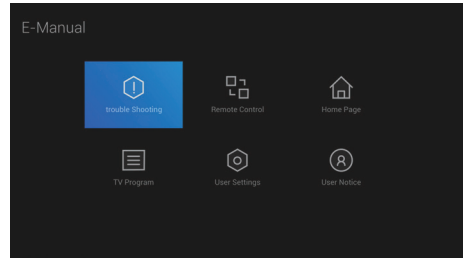 E-Manual
trouble Shooting
Remote Control
Home Page
TV Program
User Settings
User Notice